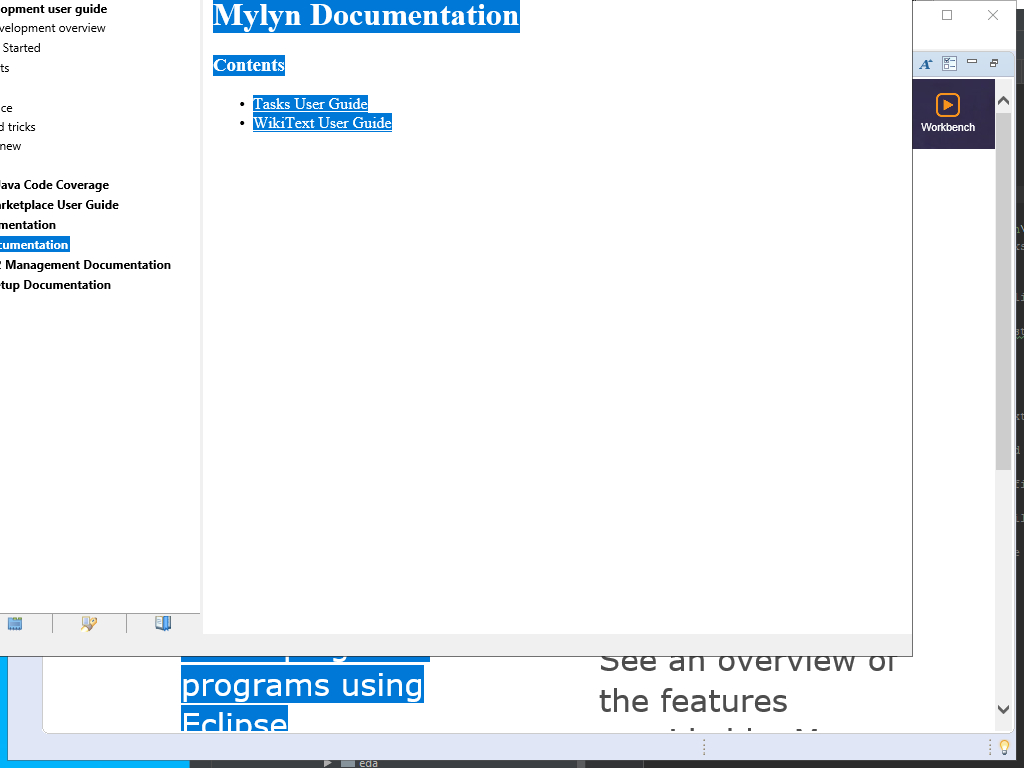 opment user guide
velopment overview
Started
ts
ce
d tricks
new
ava Code Coverage
rketplace User Guide
mentation
cumentation
2 Management Documentation
tup Documentation
Mylyn Documentation
Contents
Tasks User Guide
WikiText User Guide
Workbench
programs using
Eclipse
See an overview of
the features
eda